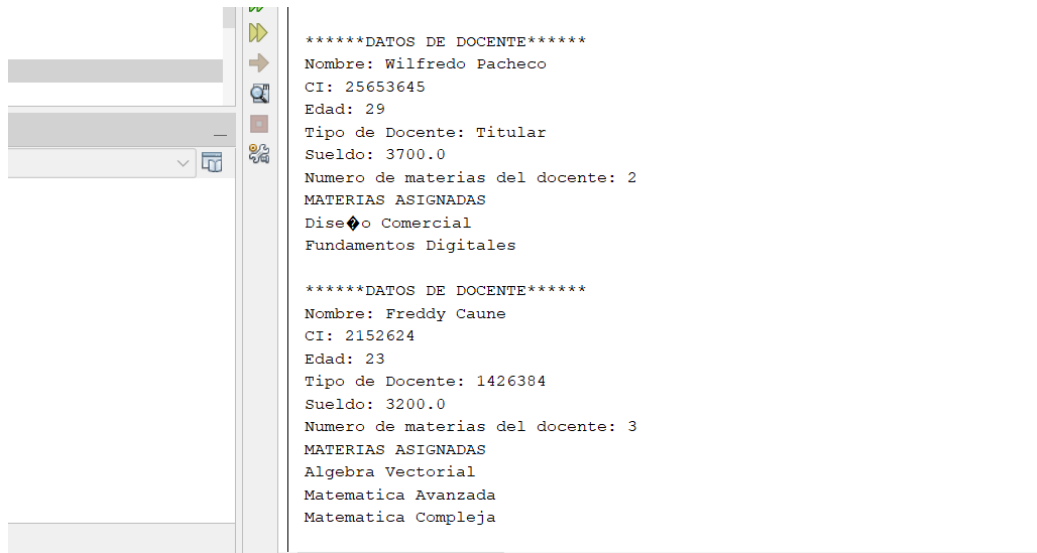 ******DATOS DE DOCENTE******
Nombre: Wilfredo Pacheco
CI: 25653645
Edad: 29
Tipo de Docente: Titular
Sueldo: 3700.0
Numero de materias del docente: 2
MATERIAS ASIGNADAS
Dise�o Comercial
Fundamentos Digitales
******DATOS DE DOCENTE******
Nombre: Freddy Caune
CI: 2152624
Edad: 23
Tipo de Docente: 1426384
Sueldo: 3200.0
Numero de materias del docente: 3
MATERIAS ASIGNADAS
Algebra Vectorial
Matematica Avanzada
Matematica Compleja